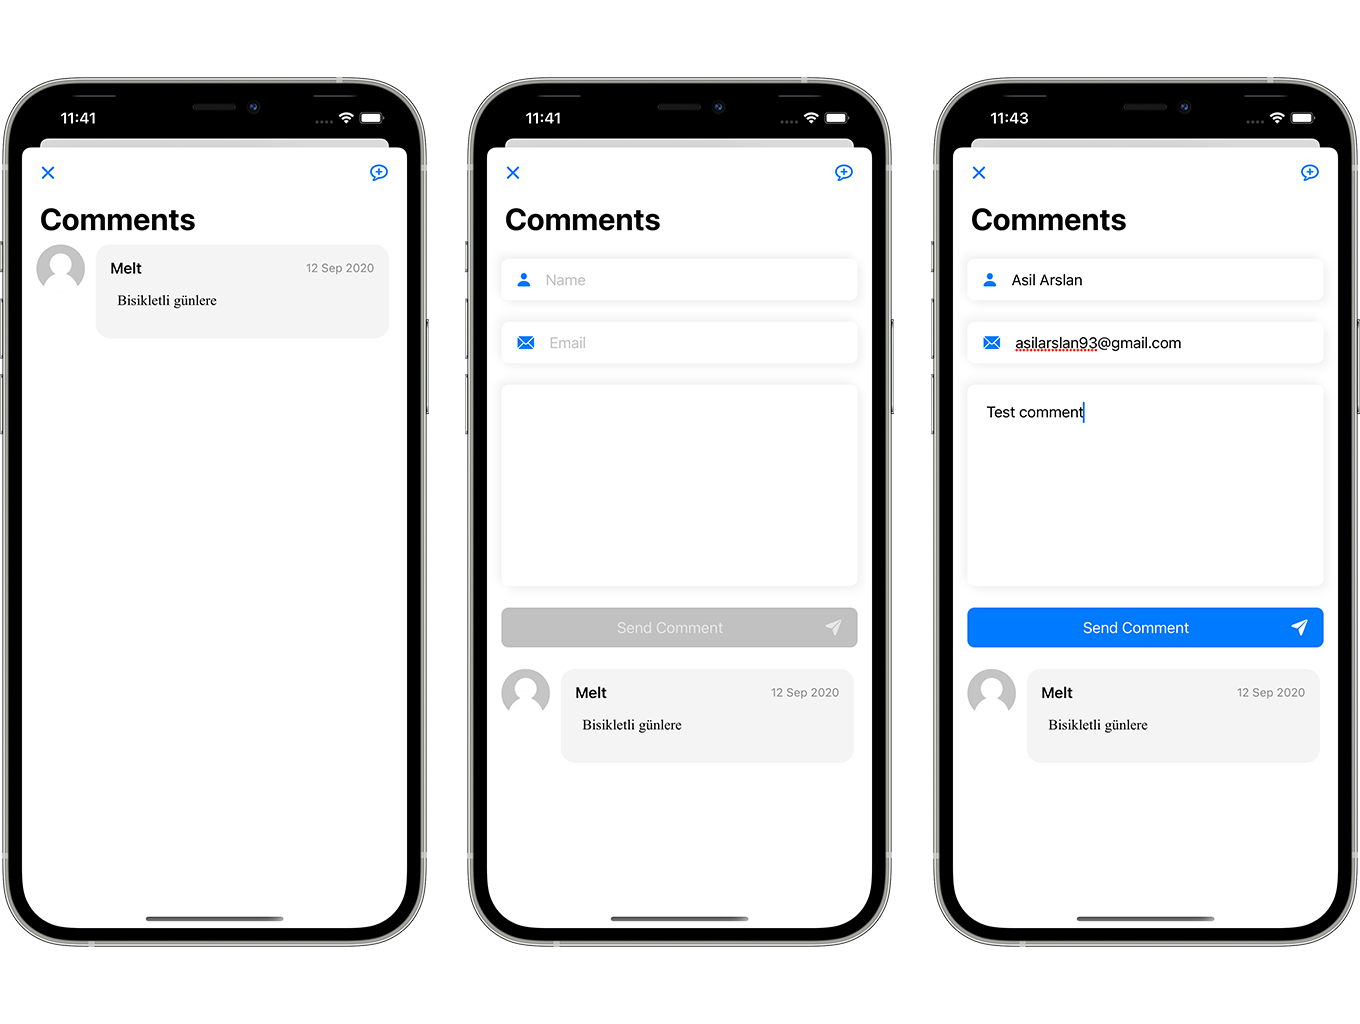 11:41
Comments
Melt
12 Sep 2020
Bisikletli günlere
11:41
Comments
Name
Email
Send Comment
Melt
12 Sep 2020
Bisikletli günlere
11:43
Comments
Asil Arslan
asilarslan93@gmail.com
Test comment
Send Comment
Melt
12 Sep 2020
Bisikletli günlere